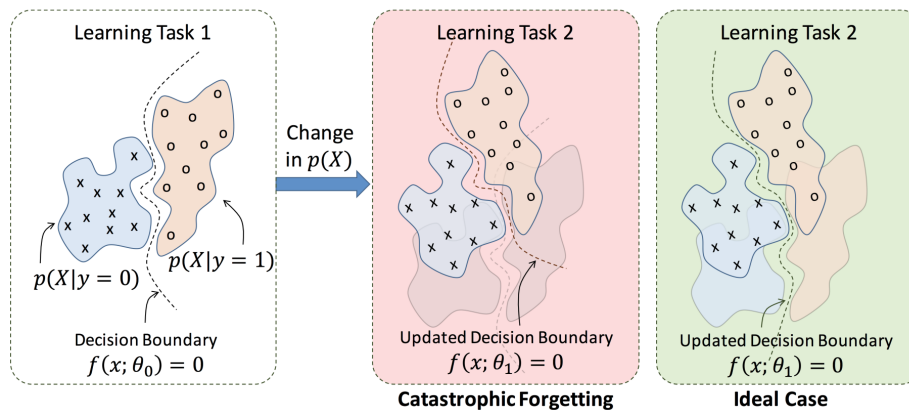 Learning Task 1
p(X|y = 0)
p(X|y = 1)
Decision Boundary
f(x; θ₀) = 0
Change
in p(X)
Learning Task 2
Updated Decision Boundary
f(x; θ₁) = 0
Catastrophic Forgetting
Learning Task 2
Updated Decision Boundary
f(x; θ₁) = 0
Ideal Case